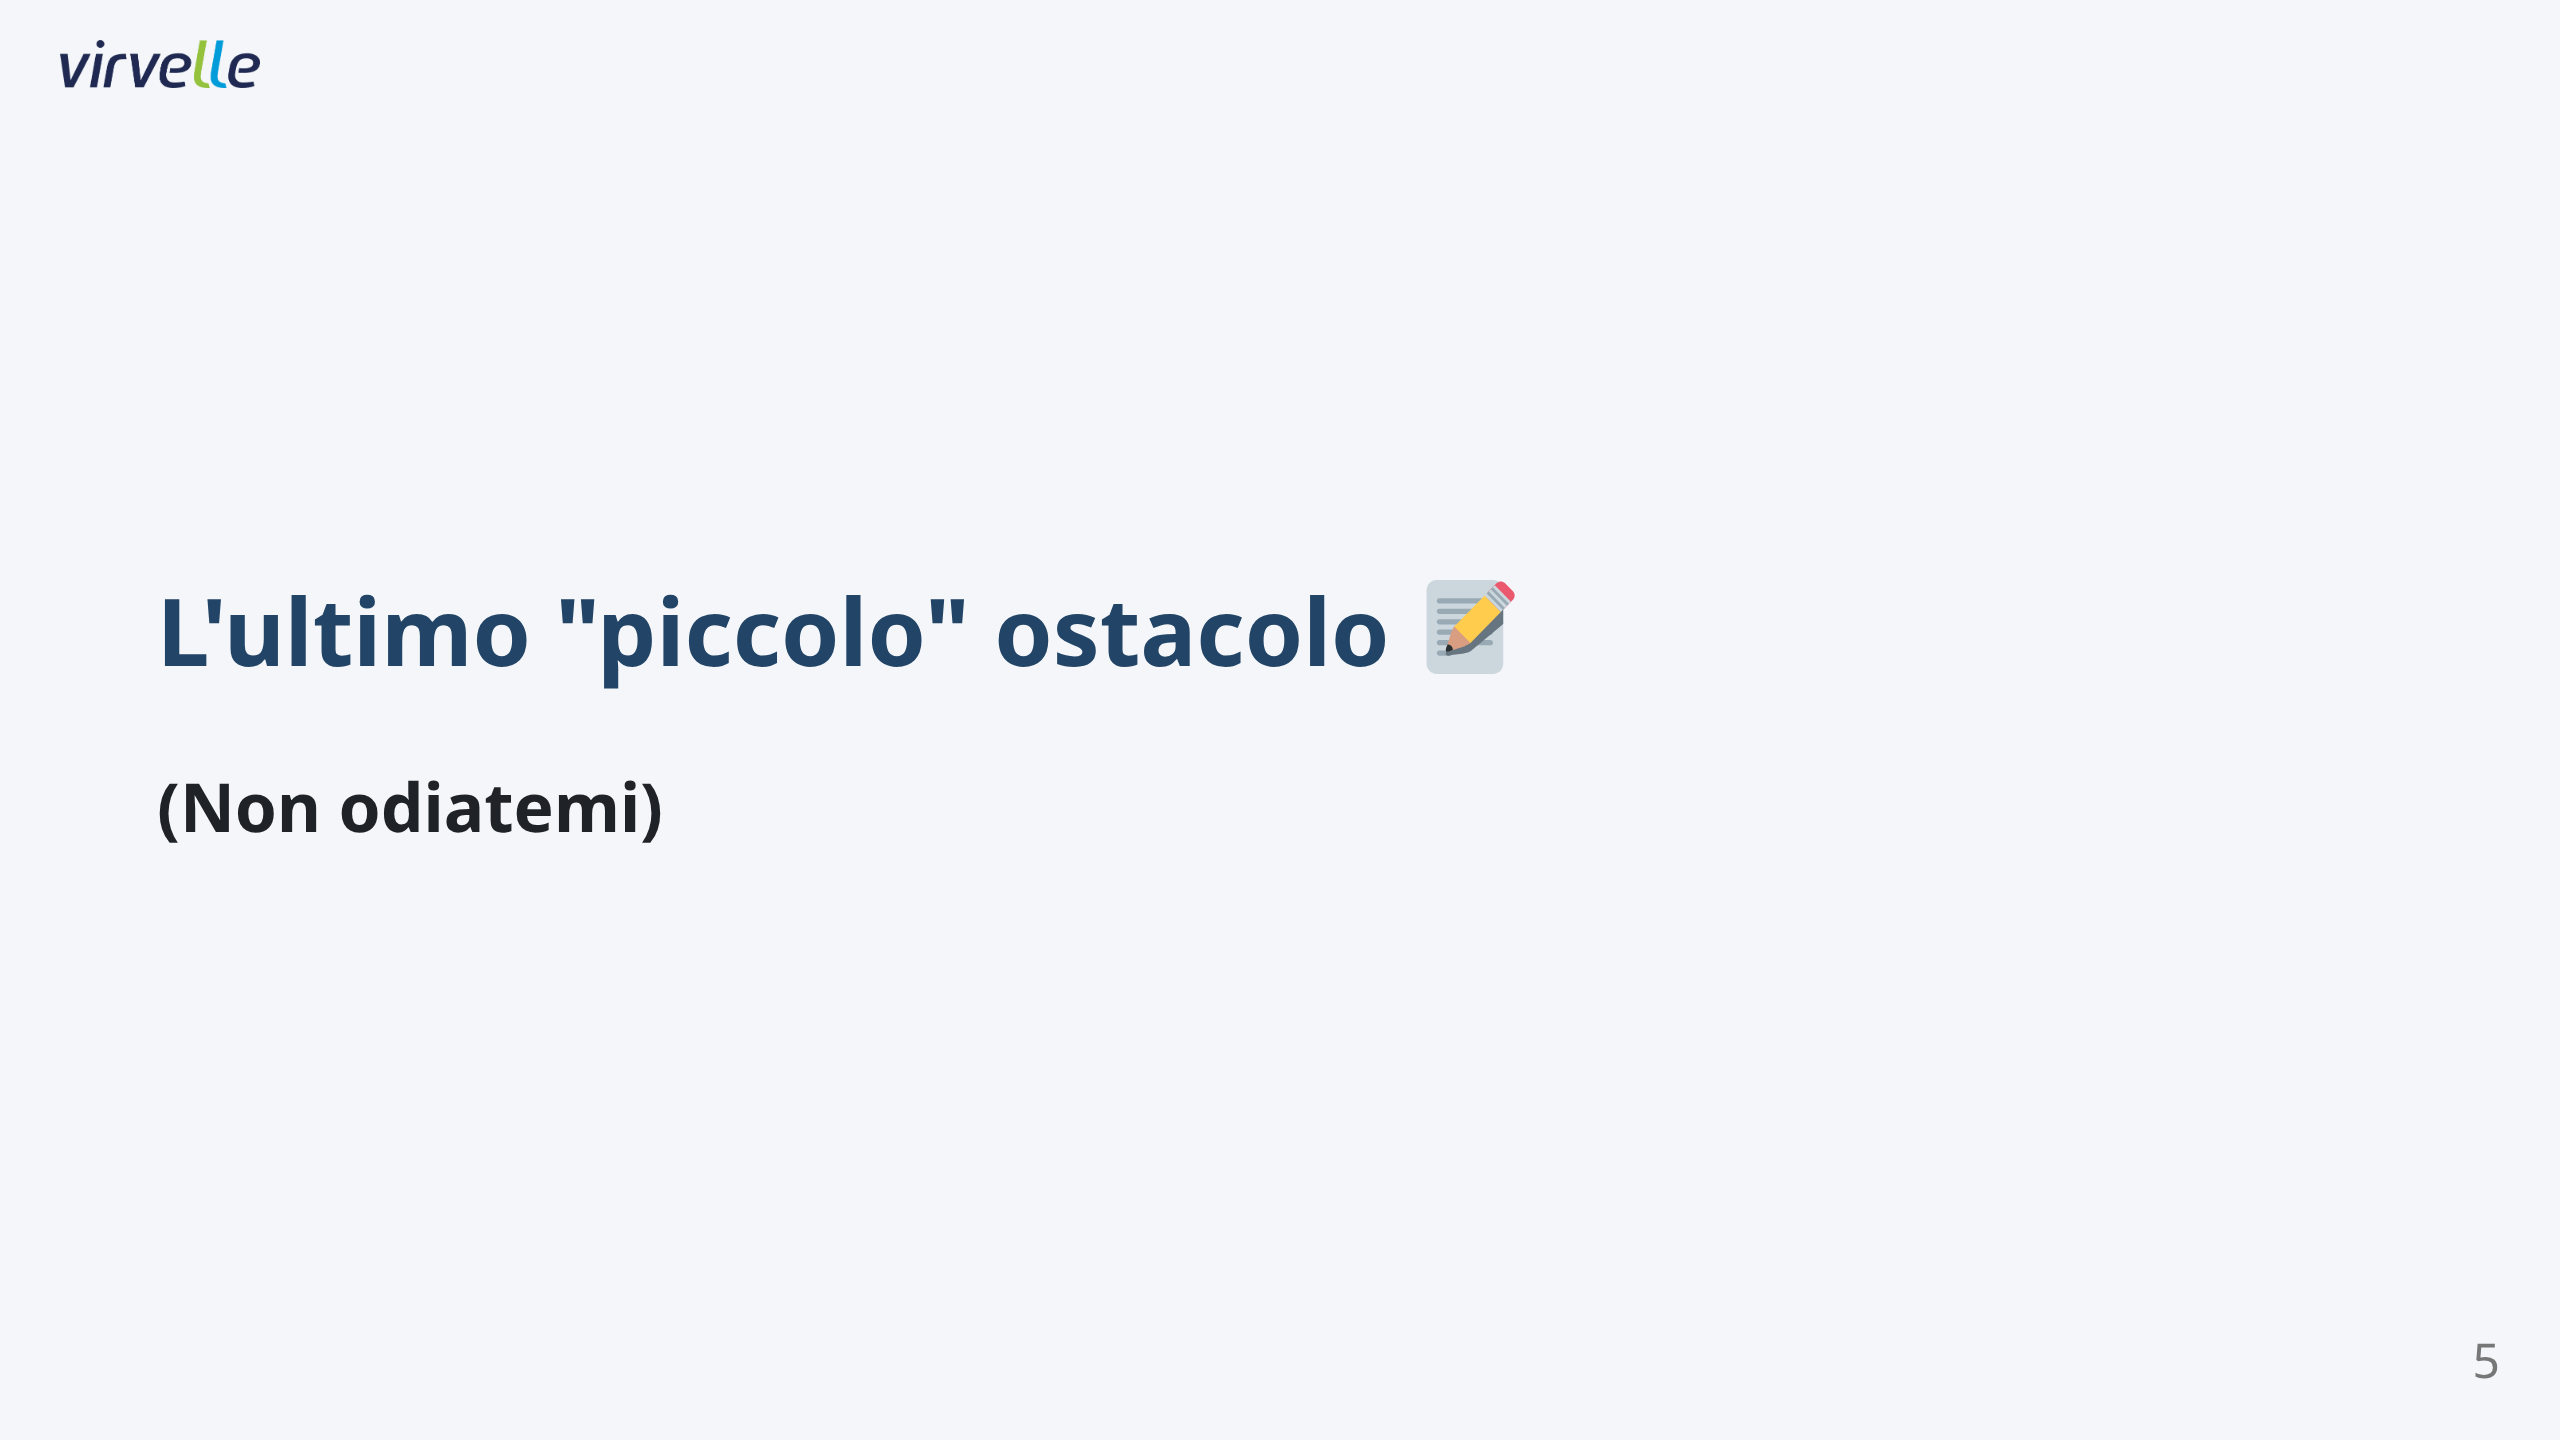 virvelle
L'ultimo "piccolo" ostacolo 📝
(Non odiatemi)
5